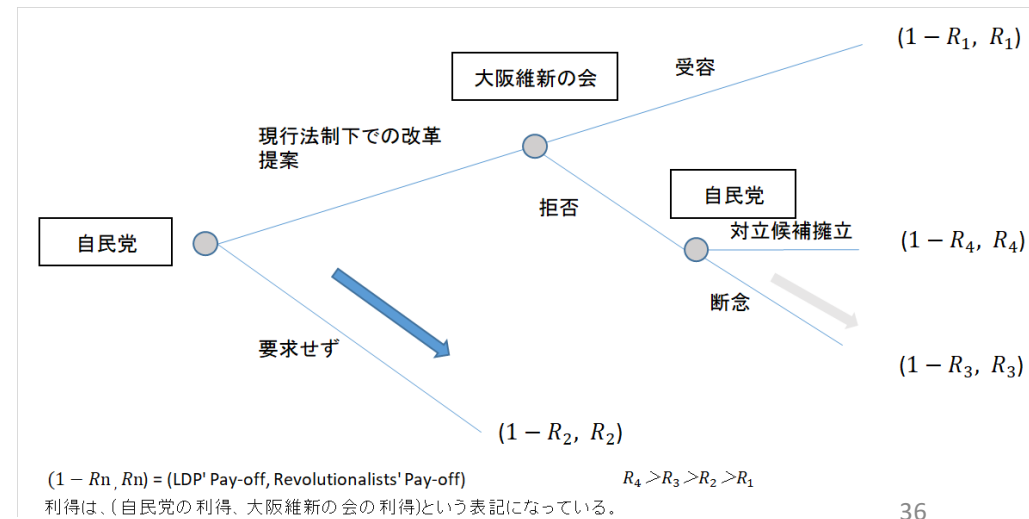 (1 − R₁, R₁)
大阪維新の会
受容
現行法制下での改革
提案
拒否
自民党
自民党
対立候補擁立
(1 − R₄, R₄)
断念
要求せず
(1 − R₃, R₃)
(1 − R₂, R₂)
(1 − Rn , Rn) = (LDP' Pay-off, Revolutionalists' Pay-off)
R₄＞R₃＞R₂＞R₁
利得は、(自民党の利得、大阪維新の会の利得)という表記になっている。
36